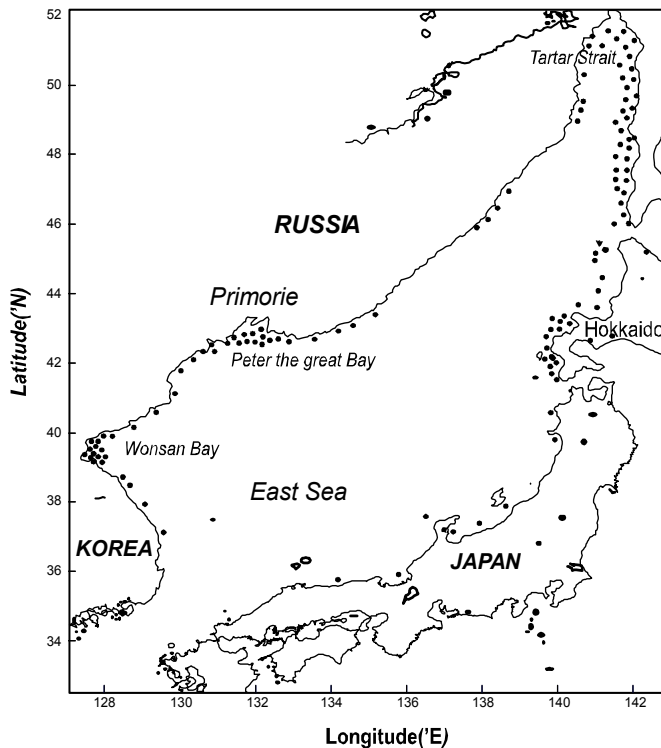 52
50
48
46
44
42
40
38
36
34
Latitude('N)
Tartar Strait
RUSSIA
Primorie
Hokkaido
Peter the great Bay
Wonsan Bay
East Sea
KOREA
JAPAN
128 130 132 134 136 138 140 142
Longitude('E)